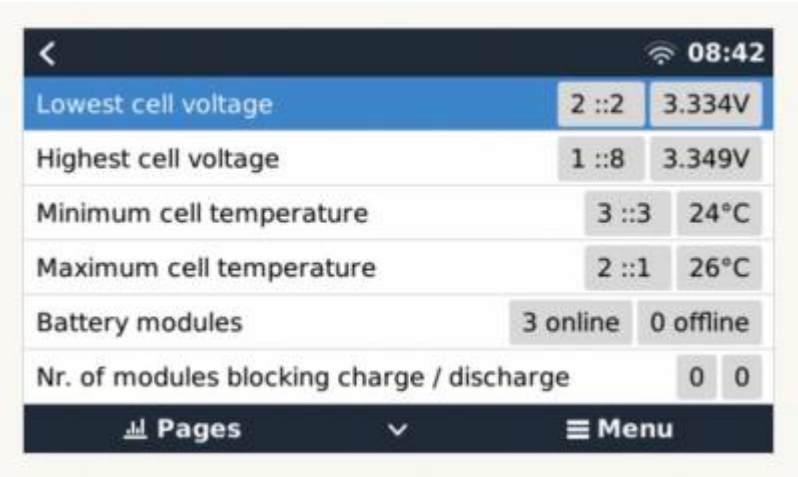 08:42
Lowest cell voltage 2 ::2 3.334V
Highest cell voltage 1 ::8 3.349V
Minimum cell temperature 3 ::3 24°C
Maximum cell temperature 2 ::1 26°C
Battery modules 3 online 0 offline
Nr. of modules blocking charge / discharge 0 0
Pages Menu